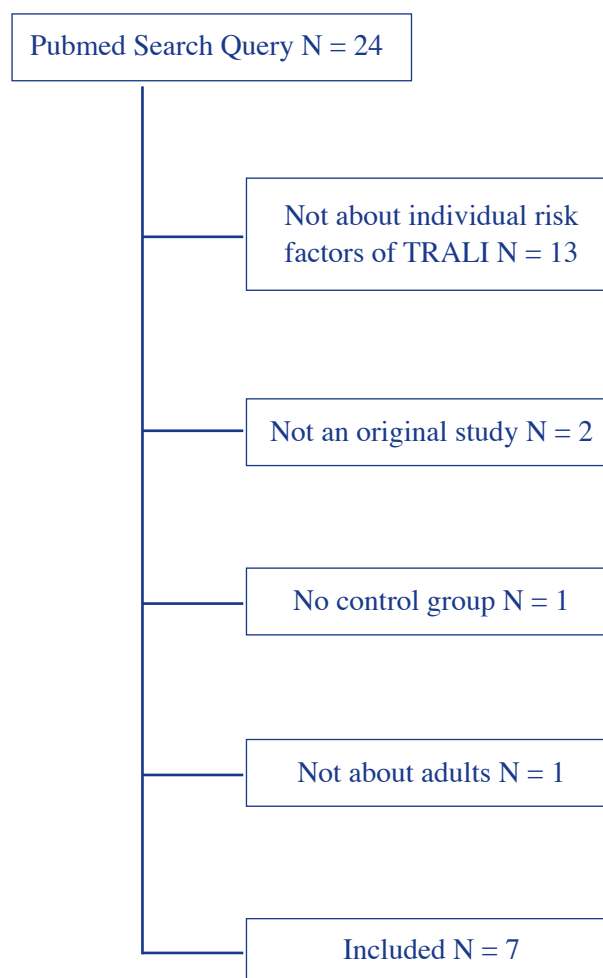 Pubmed Search Query N = 24
Not about individual risk
factors of TRALI N = 13
Not an original study N = 2
No control group N = 1
Not about adults N = 1
Included N = 7